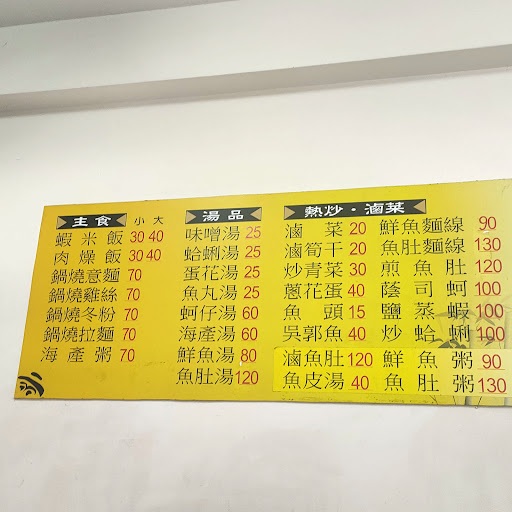 主食 小 大
蝦米飯 30 40
肉燥飯 30 40
鍋燒意麵 70
鍋燒雞絲 70
鍋燒冬粉 70
鍋燒拉麵 70
海產粥 70
湯品
味噌湯 25
蛤蜊湯 25
蛋花湯 25
魚丸湯 25
蚵仔湯 60
海產湯 60
鮮魚湯 80
魚肚湯 120
熱炒·滷菜
滷菜 20
滷筍干 20
炒青菜 30
蔥花蛋 40
魚頭 15
吳郭魚 40
滷魚肚 120
魚皮湯 40
鮮魚麵線 90
魚肚麵線 130
煎魚肚 120
蔭司蚵 100
鹽蒸蝦 100
炒蛤蜊 100
鮮魚粥 90
魚肚粥 130